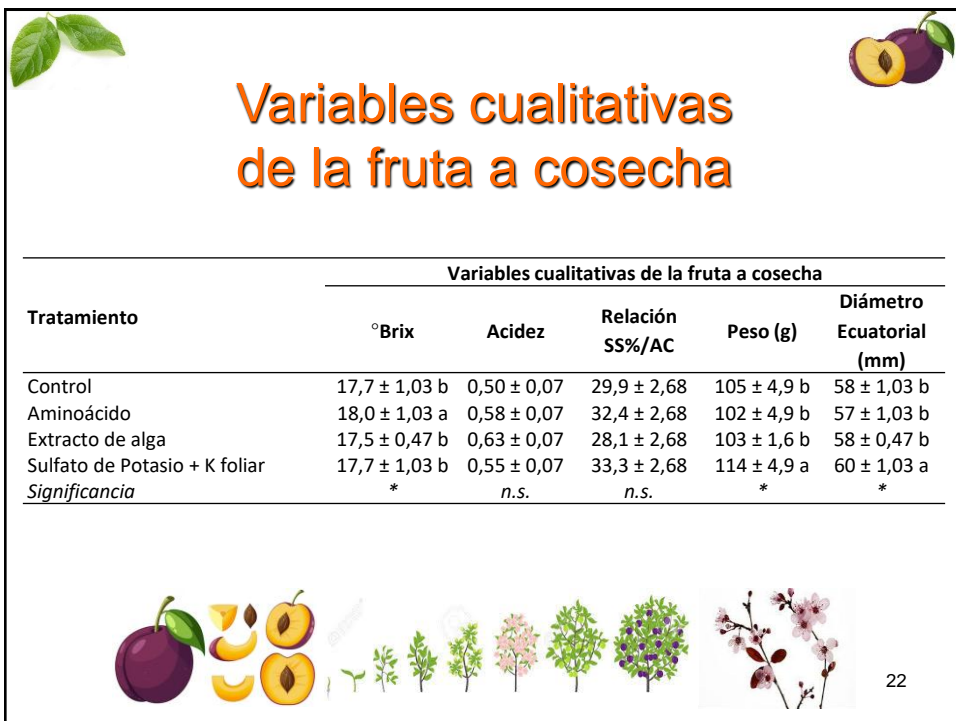 Variables cualitativas
de la fruta a cosecha
Variables cualitativas de la fruta a cosecha
Tratamiento °Brix Acidez Relación SS%/AC Peso (g) Diámetro Ecuatorial (mm)
Control 17,7 ± 1,03 b 0,50 ± 0,07 29,9 ± 2,68 105 ± 4,9 b 58 ± 1,03 b
Aminoácido 18,0 ± 1,03 a 0,58 ± 0,07 32,4 ± 2,68 102 ± 4,9 b 57 ± 1,03 b
Extracto de alga 17,5 ± 0,47 b 0,63 ± 0,07 28,1 ± 2,68 103 ± 1,6 b 58 ± 0,47 b
Sulfato de Potasio + K foliar 17,7 ± 1,03 b 0,55 ± 0,07 33,3 ± 2,68 114 ± 4,9 a 60 ± 1,03 a
Significancia * n.s. n.s. * *
22